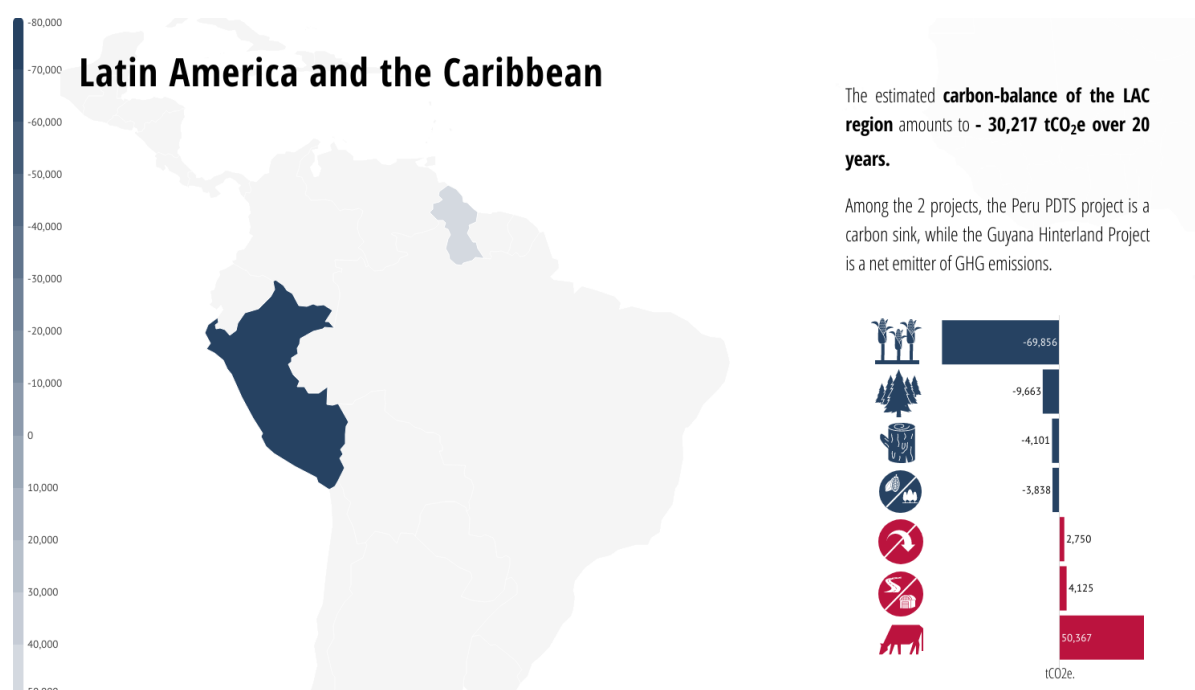 -80,000
-70,000
-60,000
-50,000
-40,000
-30,000
-20,000
-10,000
0
10,000
20,000
30,000
40,000
Latin America and the Caribbean
The estimated carbon-balance of the LAC
region amounts to - 30,217 tCO₂e over 20
years.
Among the 2 projects, the Peru PDTS project is a
carbon sink, while the Guyana Hinterland Project
is a net emitter of GHG emissions.
-69,856
-9,663
-4,101
-3,838
2,750
4,125
50,367
tCO2e.